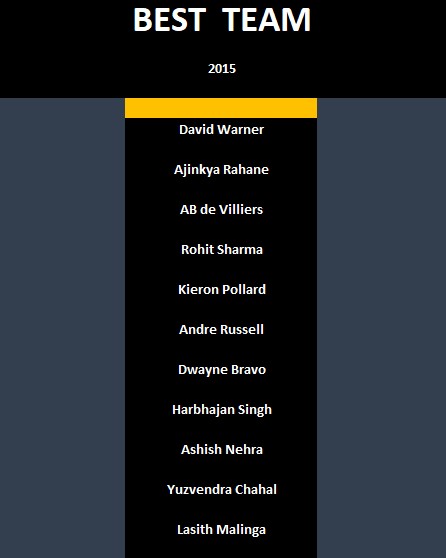 BEST TEAM
2015
David Warner
Ajinkya Rahane
AB de Villiers
Rohit Sharma
Kieron Pollard
Andre Russell
Dwayne Bravo
Harbhajan Singh
Ashish Nehra
Yuzvendra Chahal
Lasith Malinga